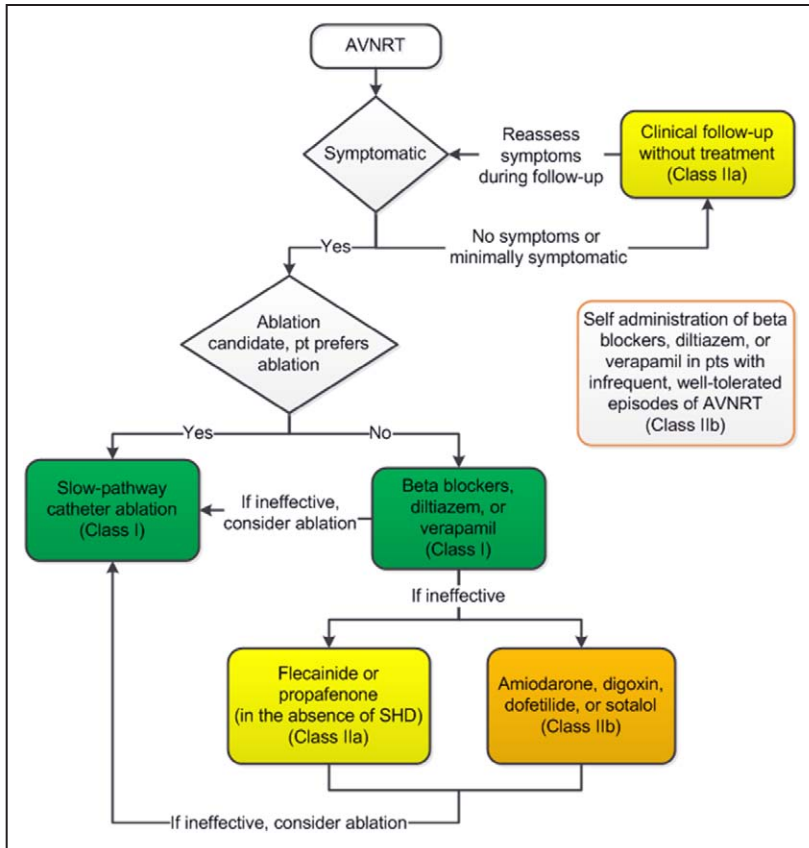 AVNRT
Symptomatic
Reassess
symptoms
during follow-up
Clinical follow-up
without treatment
(Class IIa)
Yes
No symptoms or
minimally symptomatic
Ablation
candidate, pt prefers
ablation
Self administration of beta
blockers, diltiazem, or
verapamil in pts with
infrequent, well-tolerated
episodes of AVNRT
(Class IIb)
Yes
No
Slow-pathway
catheter ablation
(Class I)
If ineffective,
consider ablation
Beta blockers,
diltiazem, or
verapamil
(Class I)
If ineffective
Flecainide or
propafenone
(in the absence of SHD)
(Class IIa)
Amiodarone, digoxin,
dofetilide, or sotalol
(Class IIb)
If ineffective, consider ablation